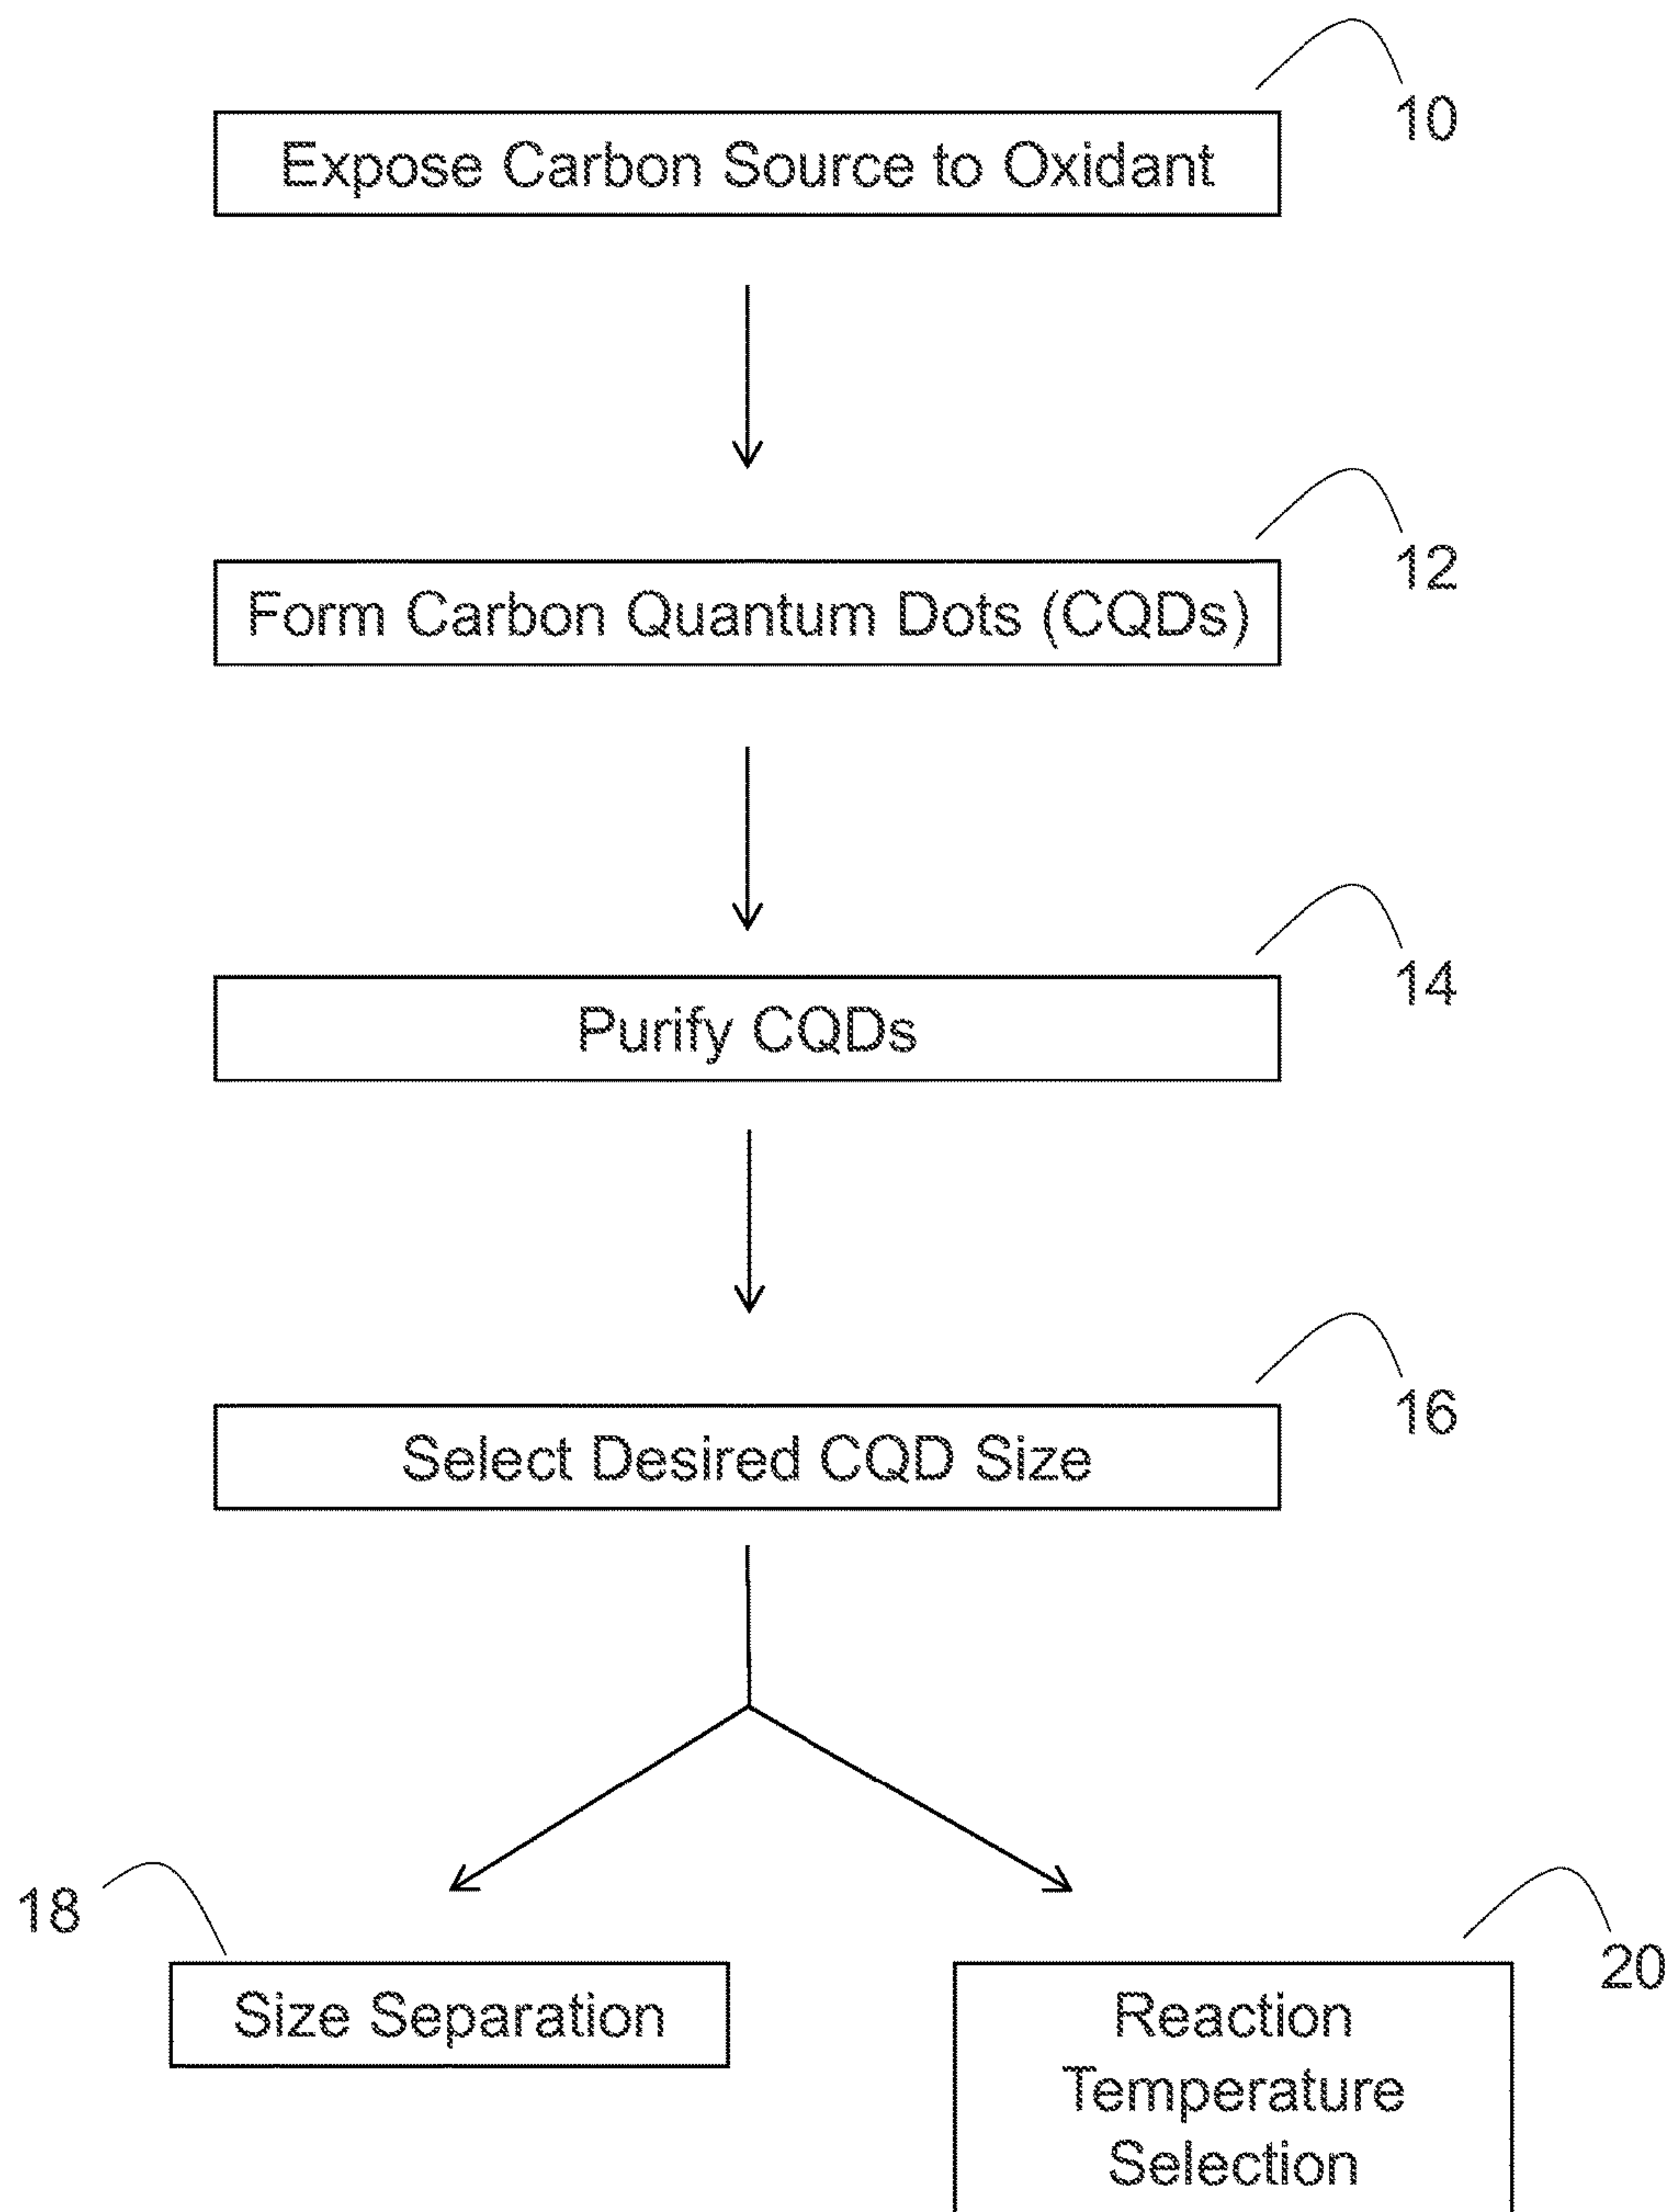 10
Expose Carbon Source to Oxidant
12
Form Carbon Quantum Dots (CQDs)
14
Purify CQDs
16
Select Desired CQD Size
18
Size Separation
20
Reaction
Temperature
Selection